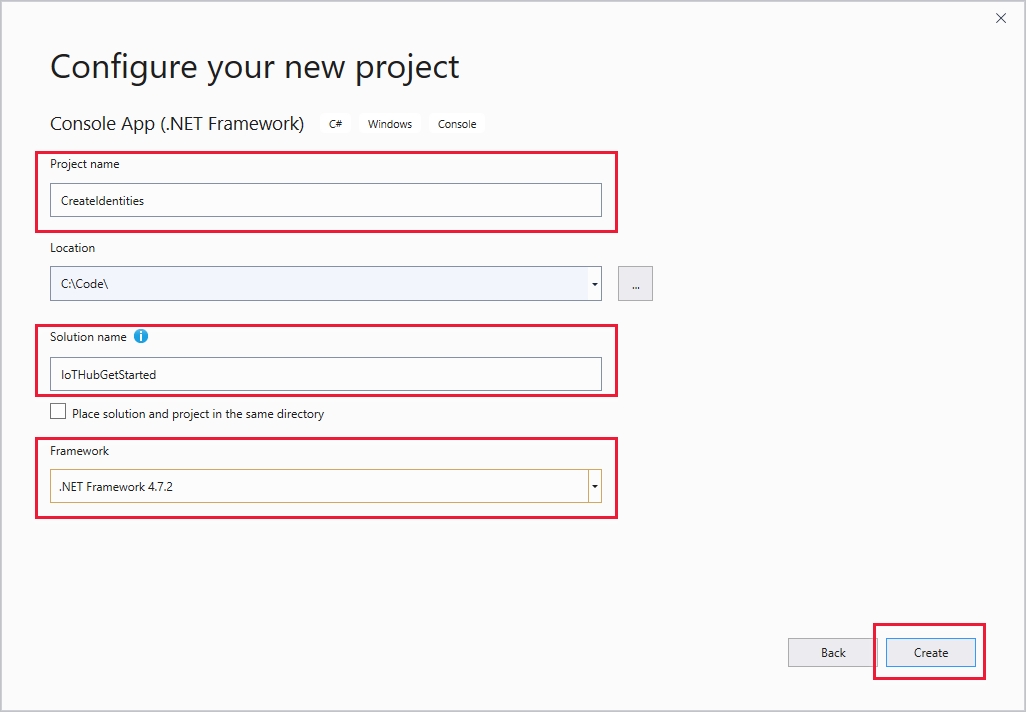 Configure your new project
Console App (.NET Framework) C# Windows Console
Project name
CreateIdentities
Location
C:\Code\
...
Solution name
IoTHubGetStarted
Place solution and project in the same directory
Framework
.NET Framework 4.7.2
Back Create